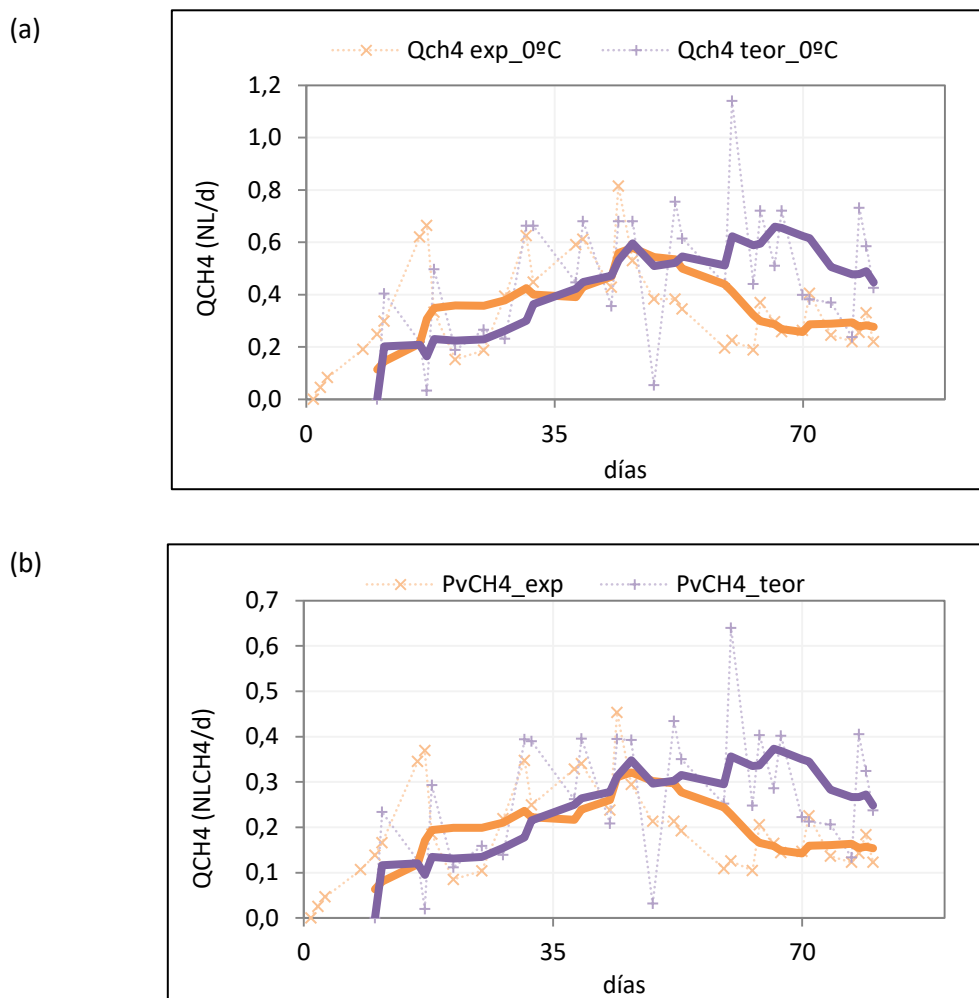 (a)
Qch4 exp_0ºC Qch4 teor_0ºC
1,2
1,0
0,8
0,6
0,4
0,2
0,0
QCH4 (NL/d)
0 35 70
días
(b)
PvCH4_exp PvCH4_teor
0,7
0,6
0,5
0,4
0,3
0,2
0,1
0,0
QCH4 (NLCH4/d)
0 35 70
días